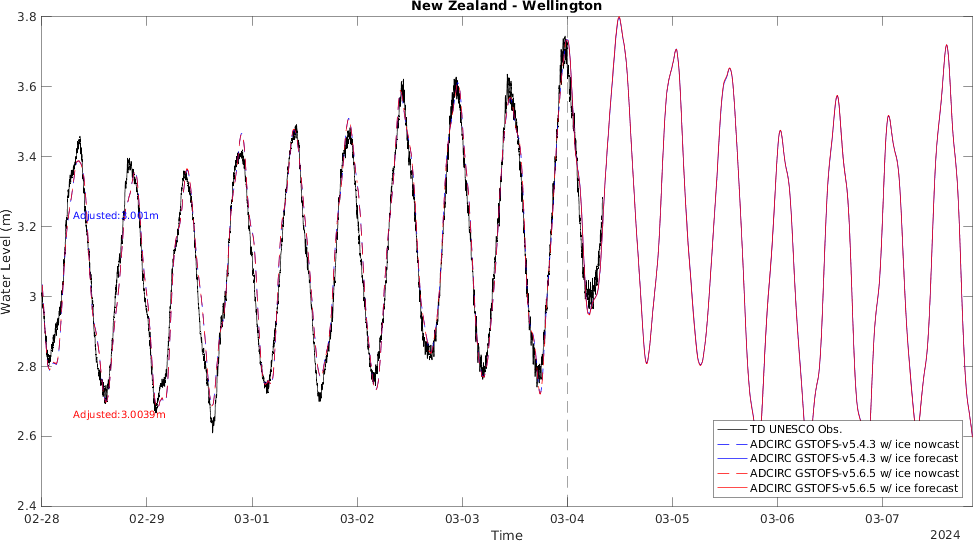 New Zealand - Wellington
3.8
3.6
3.4
3.2
3
2.8
2.6
2.4
Water Level (m)
Adjusted:3.001m
Adjusted:3.0039m
TD UNESCO Obs.
ADCIRC GSTOFS-v5.4.3 w/ ice nowcast
ADCIRC GSTOFS-v5.4.3 w/ ice forecast
ADCIRC GSTOFS-v5.6.5 w/ ice nowcast
ADCIRC GSTOFS-v5.6.5 w/ ice forecast
02-28 02-29 03-01 03-02 03-03 03-04 03-05 03-06 03-07
Time
2024